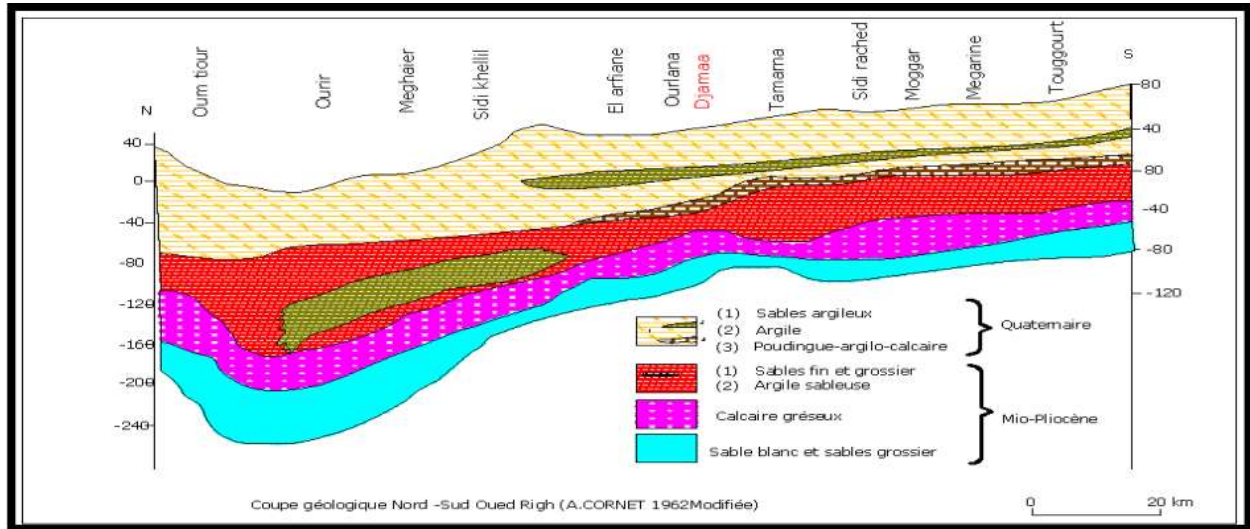 Oum tiour
Ourir
Meghaier
Sidi khellil
El arfiane
Ourlana
Djamaa
Tamarna
Sidi rached
Moggar
Megarine
Touggourt
N
S
40
0
-40
-80
-120
-160
-200
-240
80
40
80
-40
-80
-120
(1) Sables argileux
(2) Argile
(3) Poudingue-argilo-calcaire
Quaternaire
(1) Sables fin et grossier
(2) Argile sableuse
Calcaire gréseux
Sable blanc et sables grossier
Mio-Pliocène
Coupe géologique Nord -Sud Oued Righ (A.CORNET 1962Modifiée)
0 20 km